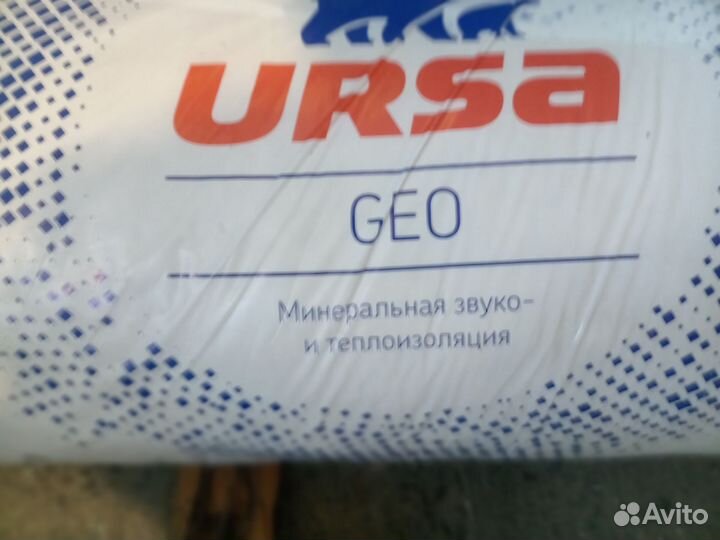 URSA
GEO
Минеральная звуко-
и теплоизоляция
Avito